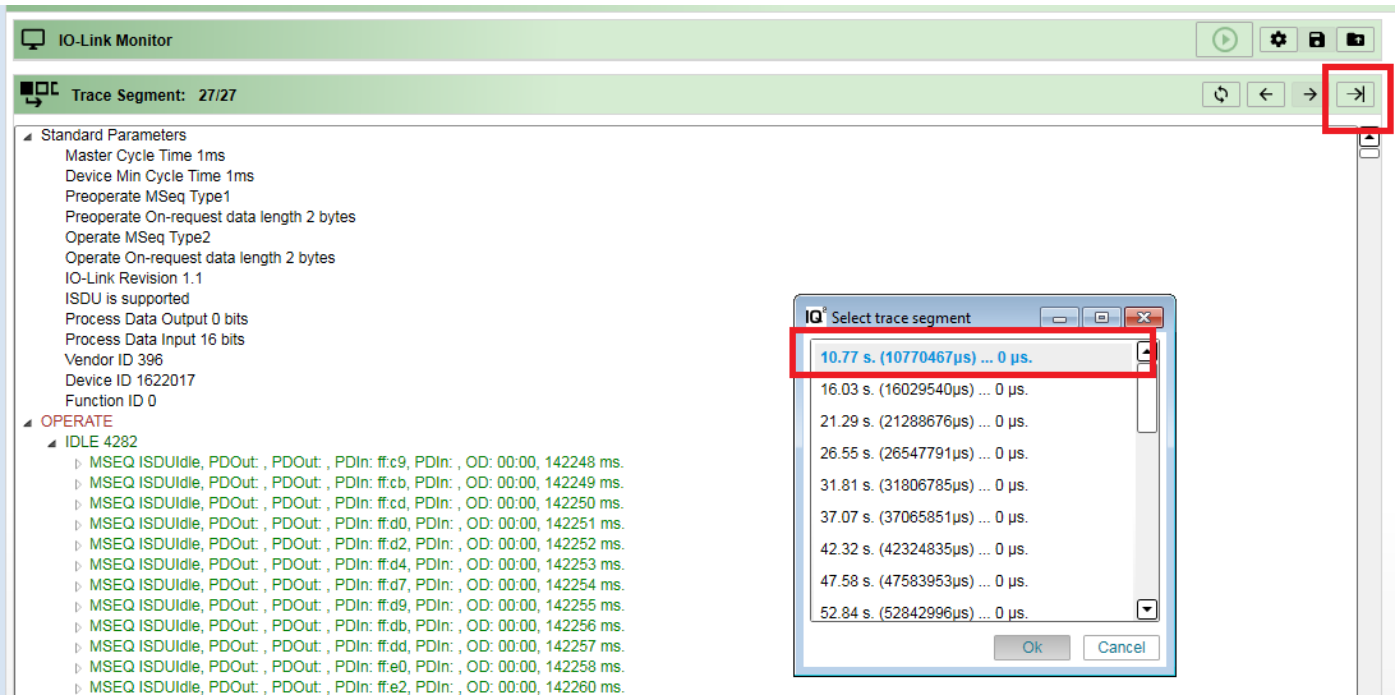 IO-Link Monitor
Trace Segment: 27/27
Standard Parameters
Master Cycle Time 1ms
Device Min Cycle Time 1ms
Preoperate MSeq Type1
Preoperate On-request data length 2 bytes
Operate MSeq Type2
Operate On-request data length 2 bytes
IO-Link Revision 1.1
ISDU is supported
Process Data Output 0 bits
Process Data Input 16 bits
Vendor ID 396
Device ID 1622017
Function ID 0
OPERATE
IDLE 4282
MSEQ ISDUIdle, PDOut: , PDOut: , PDIn: ff:c9, PDIn: , OD: 00:00, 142248 ms.
MSEQ ISDUIdle, PDOut: , PDOut: , PDIn: ff:cb, PDIn: , OD: 00:00, 142249 ms.
MSEQ ISDUIdle, PDOut: , PDOut: , PDIn: ff:cd, PDIn: , OD: 00:00, 142250 ms.
MSEQ ISDUIdle, PDOut: , PDOut: , PDIn: ff:d0, PDIn: , OD: 00:00, 142251 ms.
MSEQ ISDUIdle, PDOut: , PDOut: , PDIn: ff:d2, PDIn: , OD: 00:00, 142252 ms.
MSEQ ISDUIdle, PDOut: , PDOut: , PDIn: ff:d4, PDIn: , OD: 00:00, 142253 ms.
MSEQ ISDUIdle, PDOut: , PDOut: , PDIn: ff:d7, PDIn: , OD: 00:00, 142254 ms.
MSEQ ISDUIdle, PDOut: , PDOut: , PDIn: ff:d9, PDIn: , OD: 00:00, 142255 ms.
MSEQ ISDUIdle, PDOut: , PDOut: , PDIn: ff:db, PDIn: , OD: 00:00, 142256 ms.
MSEQ ISDUIdle, PDOut: , PDOut: , PDIn: ff:dd, PDIn: , OD: 00:00, 142257 ms.
MSEQ ISDUIdle, PDOut: , PDOut: , PDIn: ff:e0, PDIn: , OD: 00:00, 142258 ms.
MSEQ ISDUIdle, PDOut: , PDOut: , PDIn: ff:e2, PDIn: , OD: 00:00, 142260 ms.
IQ² Select trace segment
10.77 s. (10770467µs) ... 0 µs.
16.03 s. (16029540µs) ... 0 µs.
21.29 s. (21288676µs) ... 0 µs.
26.55 s. (26547791µs) ... 0 µs.
31.81 s. (31806785µs) ... 0 µs.
37.07 s. (37065851µs) ... 0 µs.
42.32 s. (42324835µs) ... 0 µs.
47.58 s. (47583953µs) ... 0 µs.
52.84 s. (52842996µs) ... 0 µs.
Ok Cancel